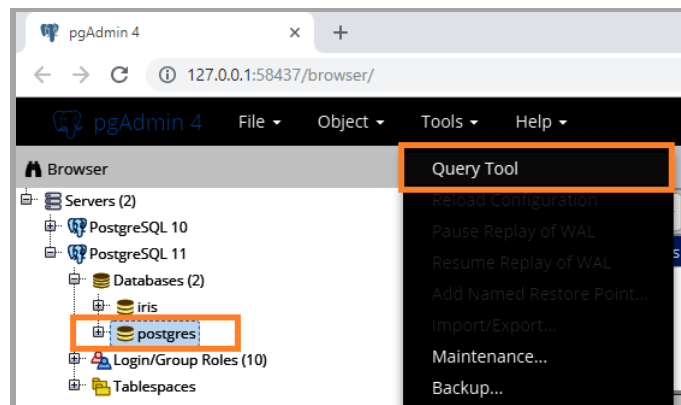 pgAdmin 4
127.0.0.1:58437/browser/
pgAdmin 4 File Object Tools Help
Browser
Query Tool
Servers (2)
Reload Configuration
PostgreSQL 10
Pause Replay of WAL
PostgreSQL 11
Resume Replay of WAL
Databases (2)
Add Named Restore Point...
iris
Import/Export...
postgres
Maintenance...
Login/Group Roles (10)
Backup...
Tablespaces